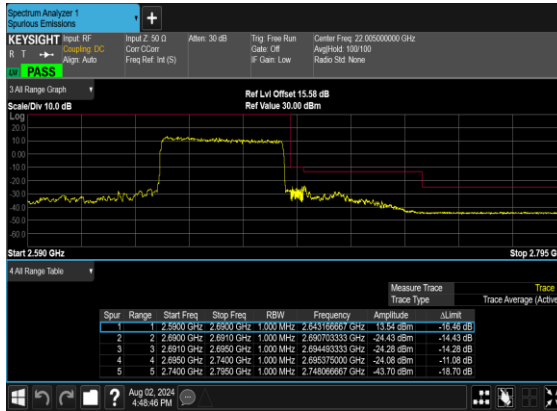 Spectrum Analyzer 1
Spurious Emissions
KEYSIGHT Input: RF Input Z: 50 Ω Atten: 30 dB Trig: Free Run Center Freq: 22.005000000 GHz
R T Coupling: DC Corr CCorr Gate: Off Avg|Hold: 100/100
Align: Auto Freq Ref: Int (S) IF Gain: Low Radio Std: None
LV PASS
3 All Range Graph
Ref Lvl Offset 15.58 dB
Scale/Div 10.0 dB Ref Value 30.00 dBm
Log
20.0
10.0
0.00
-10.0
-20.0
-30.0
-40.0
-50.0
-60.0
Start 2.590 GHz Stop 2.795 G
4 All Range Table
Measure Trace Trace
Trace Type Trace Average (Active
Spur Range Start Freq Stop Freq RBW Frequency Amplitude ΔLimit
1 1 2.5900 GHz 2.6900 GHz 1.000 MHz 2.643166667 GHz 13.54 dBm -16.46 dB
2 2 2.6900 GHz 2.6910 GHz 1.000 MHz 2.690703333 GHz -24.43 dBm -14.43 dB
3 3 2.6910 GHz 2.6950 GHz 1.000 MHz 2.694493333 GHz -24.28 dBm -14.28 dB
4 4 2.6950 GHz 2.7400 GHz 1.000 MHz 2.695375000 GHz -24.08 dBm -11.08 dB
5 5 2.7400 GHz 2.7950 GHz 1.000 MHz 2.748066667 GHz -43.70 dBm -18.70 dB
Aug 02, 2024
4:48:46 PM